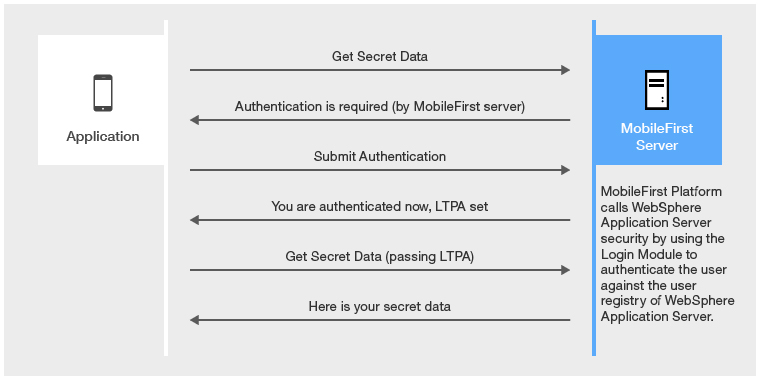 Get Secret Data
Authentication is required (by MobileFirst server)
Submit Authentication
You are authenticated now, LTPA set
Get Secret Data (passing LTPA)
Here is your secret data
Application
MobileFirst
Server
MobileFirst Platform
calls WebSphere
Application Server
security by using the
Login Module to
authenticate the user
against the user
registry of WebSphere
Application Server.